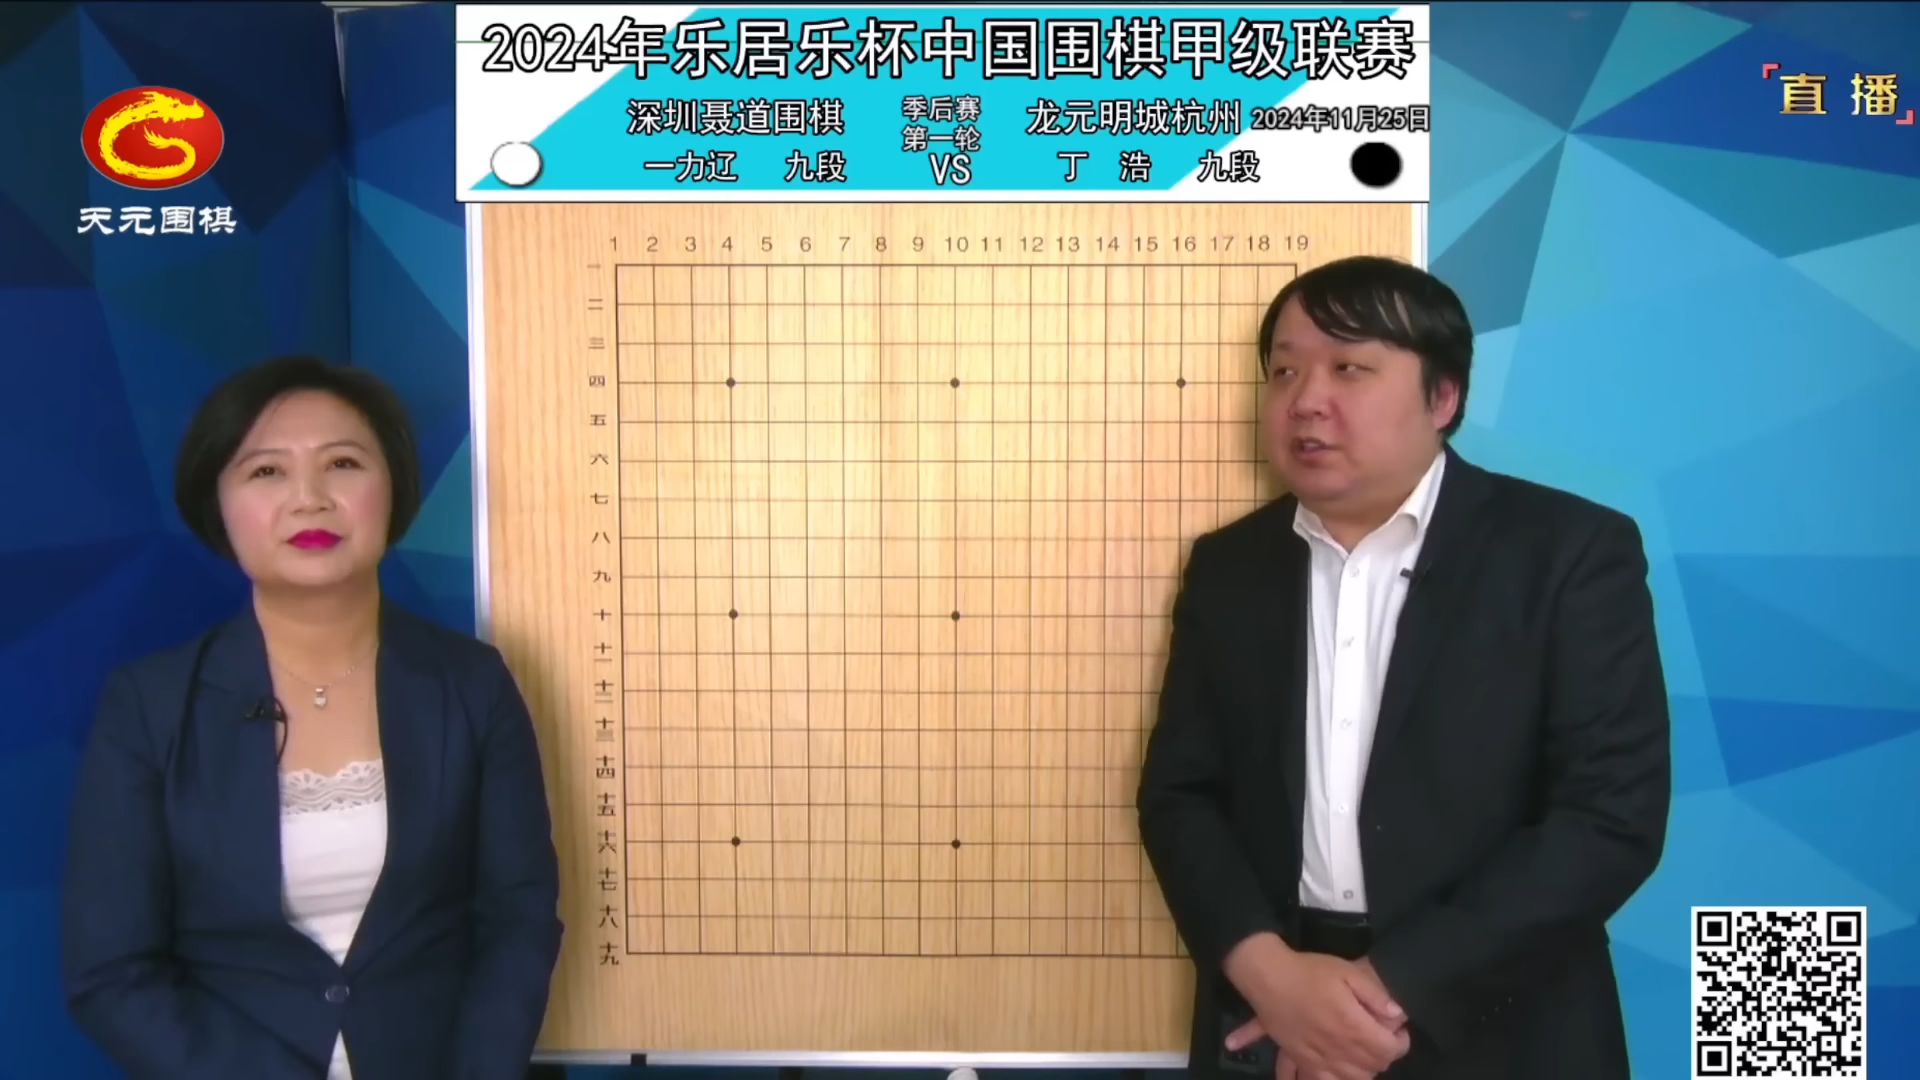 2024年乐居乐杯中国围棋甲级联赛
深圳聂道围棋 季后赛 龙元明城杭州 2024年11月25日
第一轮
一力辽 九段 VS 丁 浩 九段
直播
天元围棋
1 2 3 4 5 6 7 8 9 10 11 12 13 14 15 16 17 18 19
一
二
三
四
五
六
七
八
九
十
十一
十二
十三
十四
十五
十六
十七
十八
十九